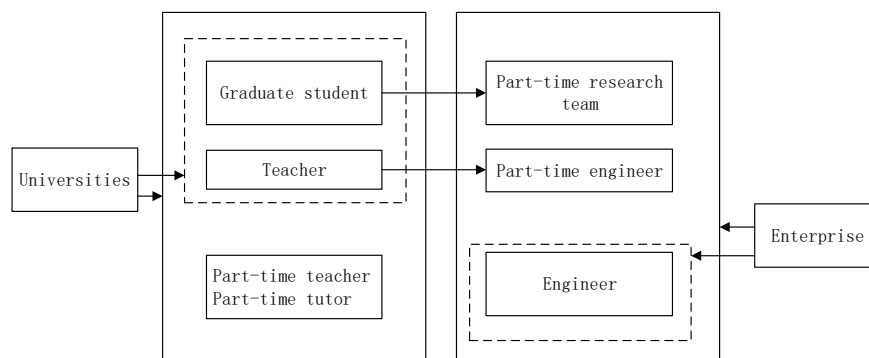 Universities
Graduate student
Teacher
Part-time teacher
Part-time tutor
Part-time research
team
Part-time engineer
Engineer
Enterprise